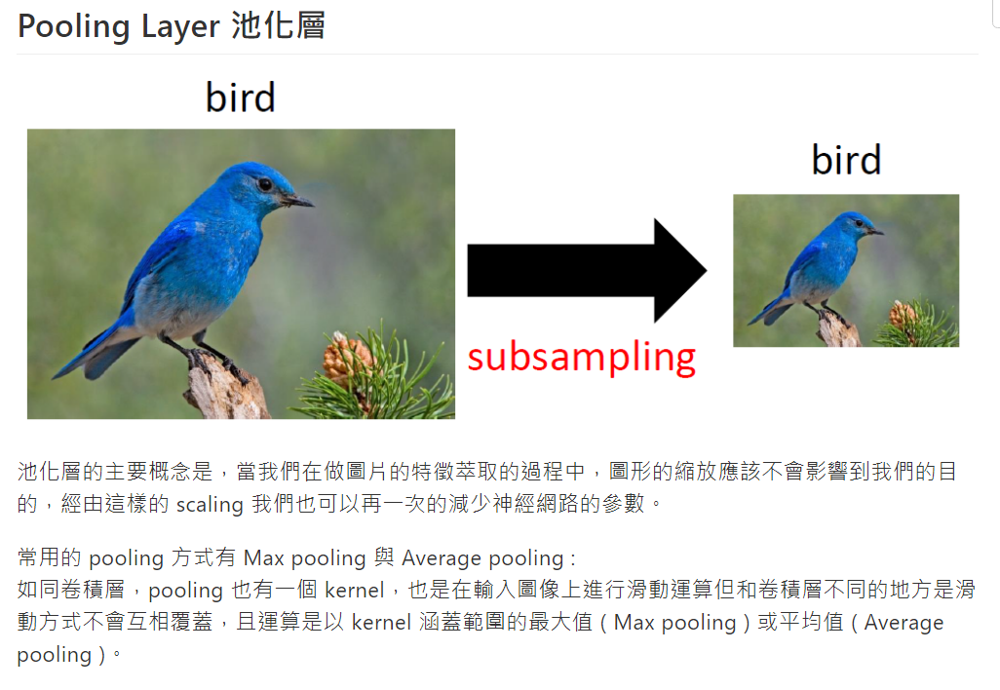 Pooling Layer 池化層
bird
bird
subsampling
池化層的主要概念是，當我們在做圖片的特徵萃取的過程中，圖形的縮放應該不會影響到我們的目
的，經由這樣的 scaling 我們也可以再一次的減少神經網路的參數。
常用的 pooling 方式有 Max pooling 與 Average pooling :
如同卷積層，pooling 也有一個 kernel，也是在輸入圖像上進行滑動運算但和卷積層不同的地方是滑
動方式不會互相覆蓋，且運算是以 kernel 涵蓋範圍的最大值 ( Max pooling ) 或平均值 ( Average
pooling )。